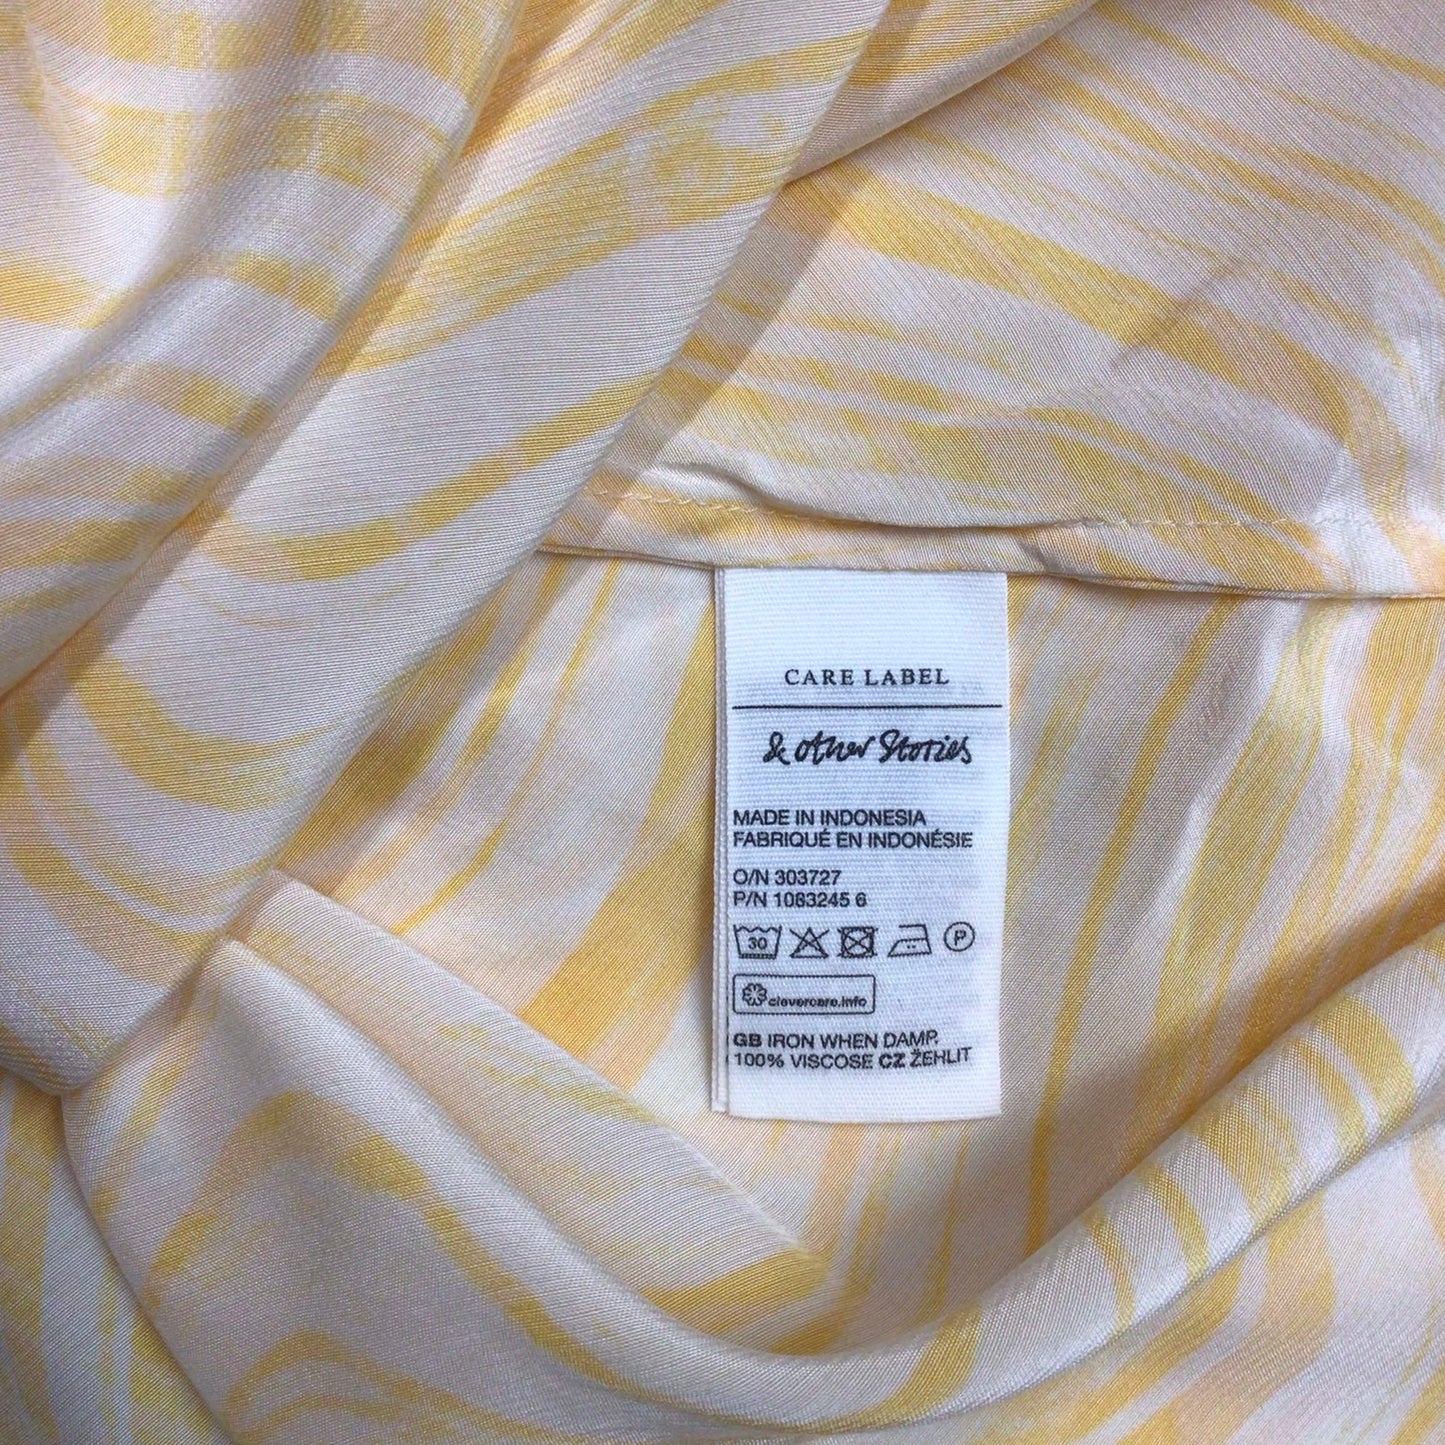 CARE LABEL
& other Stories
MADE IN INDONESIA
FABRIQUÉ EN INDONÉSIE
O/N 303727
P/N 1083245 6
30 P
clevercare.info
GB IRON WHEN DAMP.
100% VISCOSE CZ ŽEHLIT